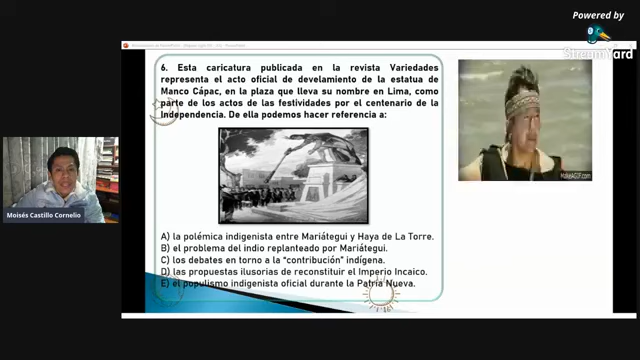 Powered by
StreamYard
6. Esta caricatura publicada en la revista Variedades
representa el acto oficial de develamiento de la estatua de
Manco Cápac, en la plaza que lleva su nombre en Lima, como
parte de los actos de las festividades por el centenario de la
Independencia. De ella podemos hacer referencia a:
MakeAGIF.com
Moisés Castillo Cornelio
A) la polémica indigenista entre Mariátegui y Haya de La Torre.
B) el problema del indio replanteado por Mariátegui.
C) los debates en torno a la “contribución” indígena.
D) las propuestas ilusorias de reconstituir el Imperio Incaico.
E) el populismo indigenista oficial durante la Patria Nueva.